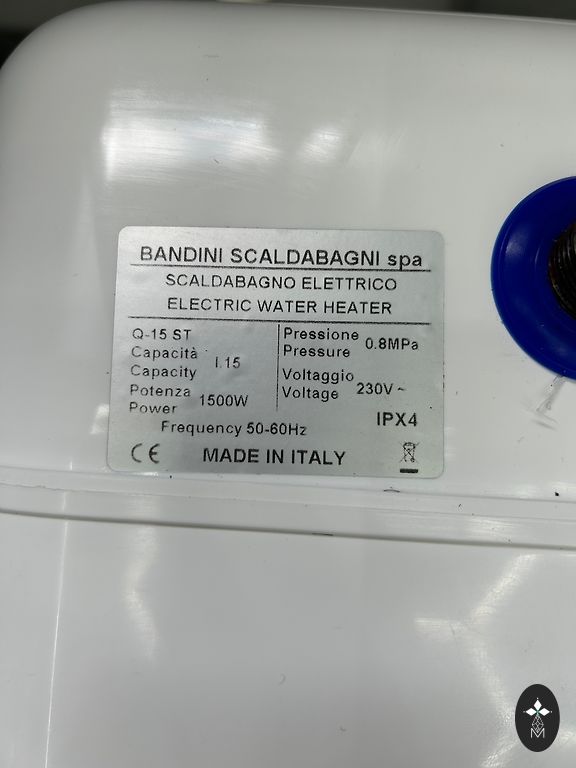 BANDINI SCALDABAGNI spa
SCALDABAGNO ELETTRICO
ELECTRIC WATER HEATER
Q-15 ST
Capacità
Capacity
l.15
Potenza
Power
1500W
Pressione
Pressure
0.8MPa
Voltaggio
Voltage
230V ~
IPX4
Frequency 50-60Hz
CE
MADE IN ITALY
M